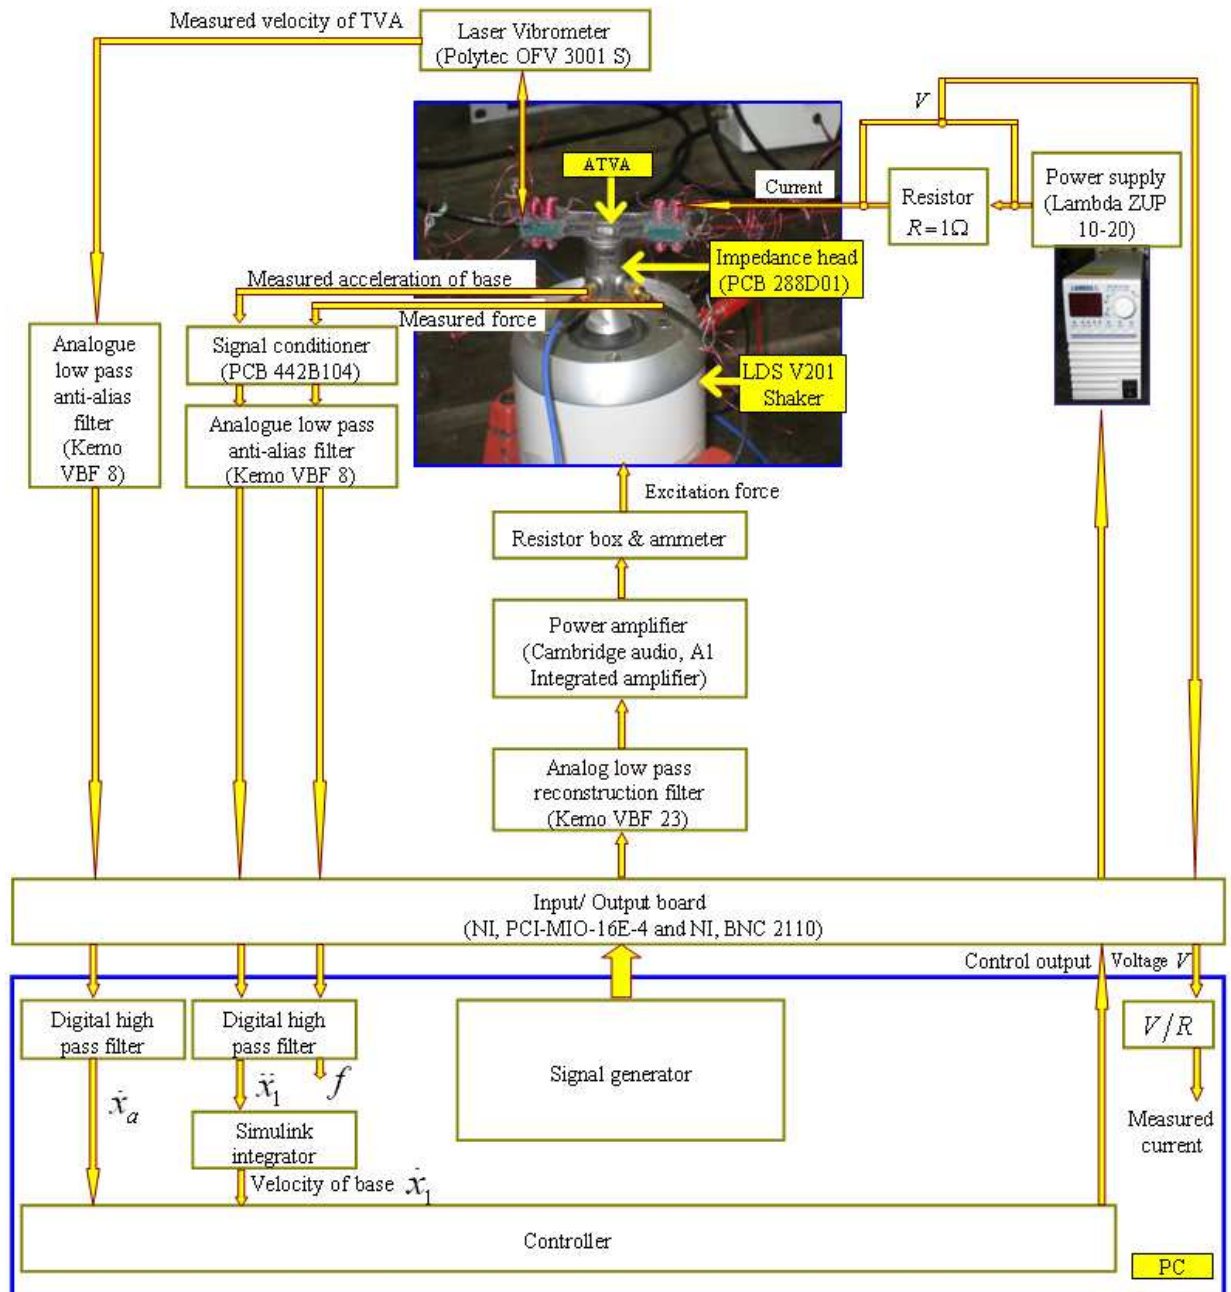 Measured velocity of TVA
Laser Vibrometer
(Polytec OFV 3001 S)
V
ATVA
Current
Resistor
R=1Ω
Power supply
(Lambda ZUP
10-20)
Impedance head
(PCB 288D01)
Measured acceleration of base
Measured force
Analogue
low pass
anti-alias
filter
(Kemo
VBF 8)
Signal conditioner
(PCB 442B104)
LDS V201
Shaker
Analogue low pass
anti-alias filter
(Kemo VBF 8)
Excitation force
Resistor box & ammeter
Power amplifier
(Cambridge audio, A1
Integrated amplifier)
Analog low pass
reconstruction filter
(Kemo VBF 23)
Input/ Output board
(NI, PCI-MIO-16E-4 and NI, BNC 2110)
Control output
Voltage V
Digital high
pass filter
Digital high
pass filter
Signal generator
V/R
ẋₐ
ẍ₁
f
Measured
current
Simulink
integrator
Velocity of base ẋ₁
Controller
PC